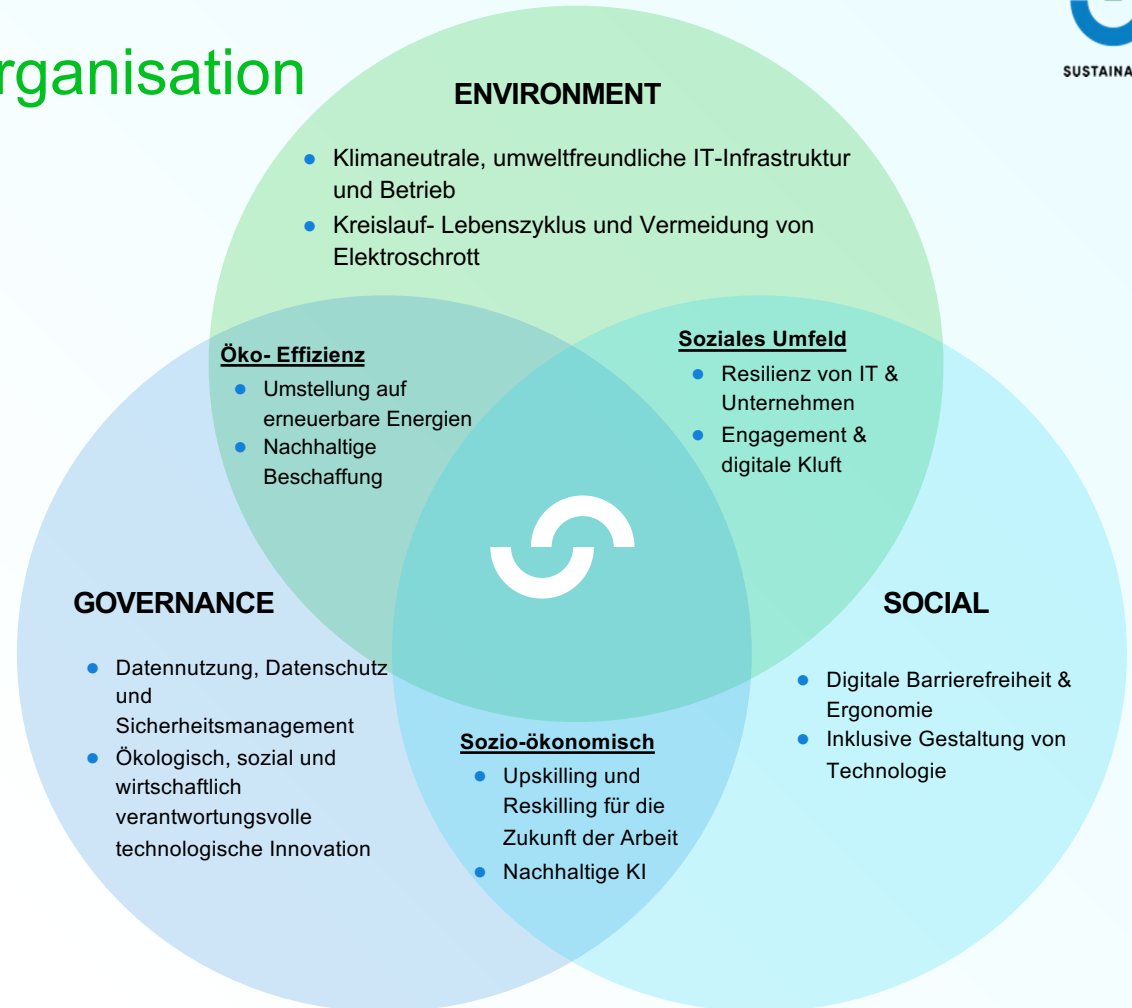 rganisation
SUSTAINA
ENVIRONMENT
● Klimaneutrale, umweltfreundliche IT-Infrastruktur
und Betrieb
● Kreislauf- Lebenszyklus und Vermeidung von
Elektroschrott
Öko- Effizienz
● Umstellung auf
erneuerbare Energien
● Nachhaltige
Beschaffung
Soziales Umfeld
● Resilienz von IT &
Unternehmen
● Engagement &
digitale Kluft
GOVERNANCE
● Datennutzung, Datenschutz
und
Sicherheitsmanagement
● Ökologisch, sozial und
wirtschaftlich
verantwortungsvolle
technologische Innovation
SOCIAL
● Digitale Barrierefreiheit &
Ergonomie
● Inklusive Gestaltung von
Technologie
Sozio-ökonomisch
● Upskilling und
Reskilling für die
Zukunft der Arbeit
● Nachhaltige KI